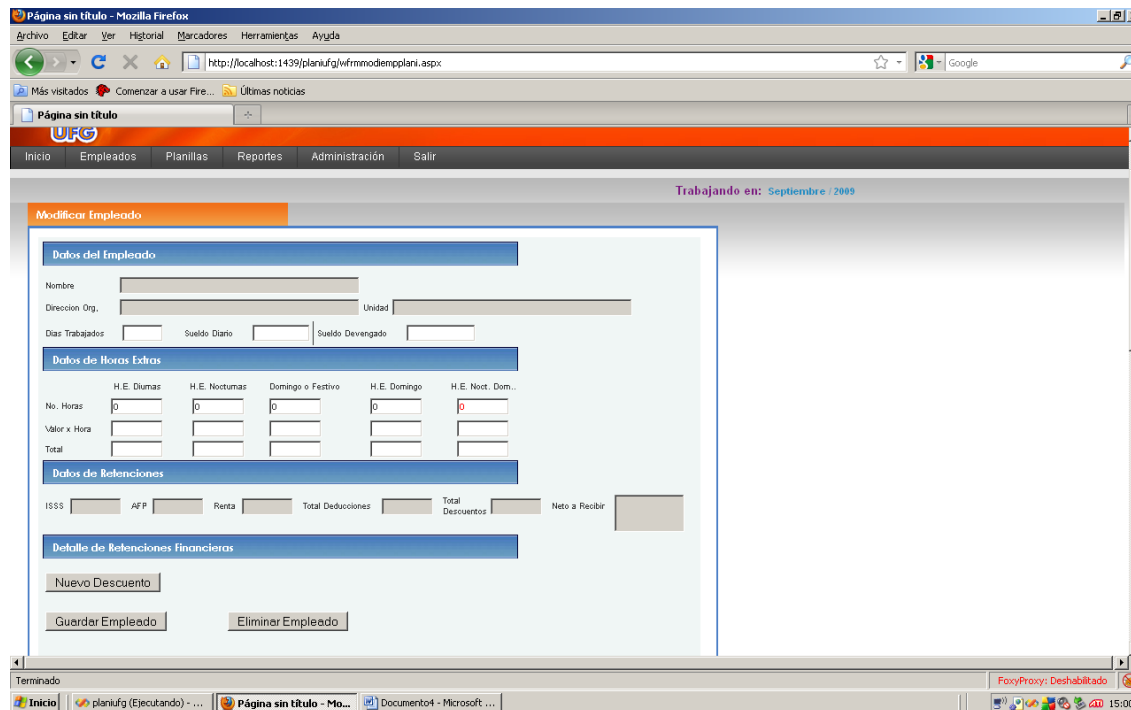 Página sin título - Mozilla Firefox
Archivo Editar Ver Historial Marcadores Herramientas Ayuda
http://localhost:1439/planiufg/wfrmmodiempplani.aspx Google
Más visitados Comenzar a usar Fire... Últimas noticias
Página sin título
UFG
Inicio Empleados Planillas Reportes Administración Salir
Trabajando en: Septiembre / 2009
Modificar Empleado
Datos del Empleado
Nombre
Direccion Org. Unidad
Dias Trabajados Sueldo Diario Sueldo Devengado
Datos de Horas Extras
H.E. Diurnas H.E. Nocturnas Domingo o Festivo H.E. Domingo H.E. Noct. Dom..
No. Horas 0 0 0 0 0
Valor x Hora
Total
Datos de Retenciones
ISSS AFP Renta Total Deducciones Total Descuentos Neto a Recibir
Detalle de Retenciones Financieras
Nuevo Descuento
Guardar Empleado Eliminar Empleado
Terminado FoxyProxy: Deshabilitado
Inicio planiufg (Ejecutando) - ... Página sin título - Mo... Documento4 - Microsoft ... 15:00